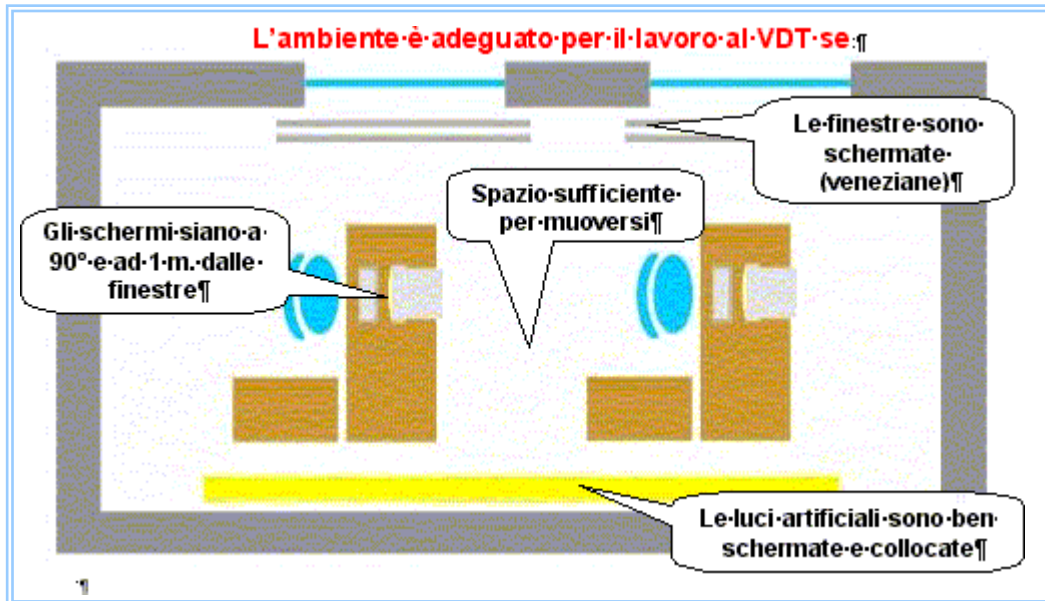 L'ambiente·è·adeguato·per·il·lavoro·al·VDT·se:¶
Le·finestre·sono·
schermate·
(veneziane)¶
Spazio·sufficiente·
per·muoversi¶
Gli·schermi·siano·a·
90°·e·ad·1·m.·dalle·
finestre¶
Le·luci·artificiali·sono·ben·
schermate·e·collocate¶
¶